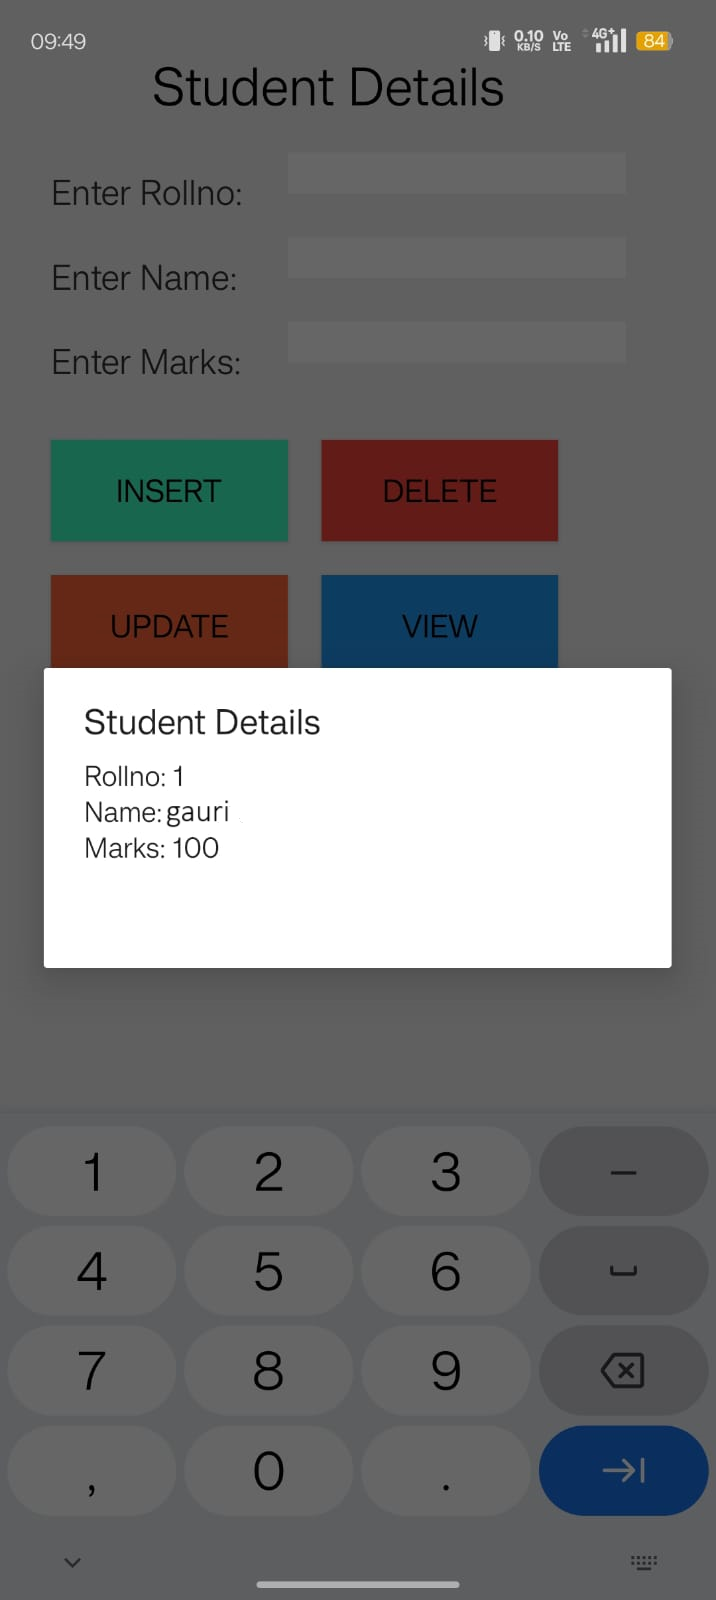 09:49 0.10 KB/S Vo LTE 4G+ 84
Student Details
Enter Rollno:
Enter Name:
Enter Marks:
INSERT DELETE
UPDATE VIEW
Student Details
Rollno: 1
Name: gauri
Marks: 100
1 2 3 –
4 5 6
7 8 9
, 0 .